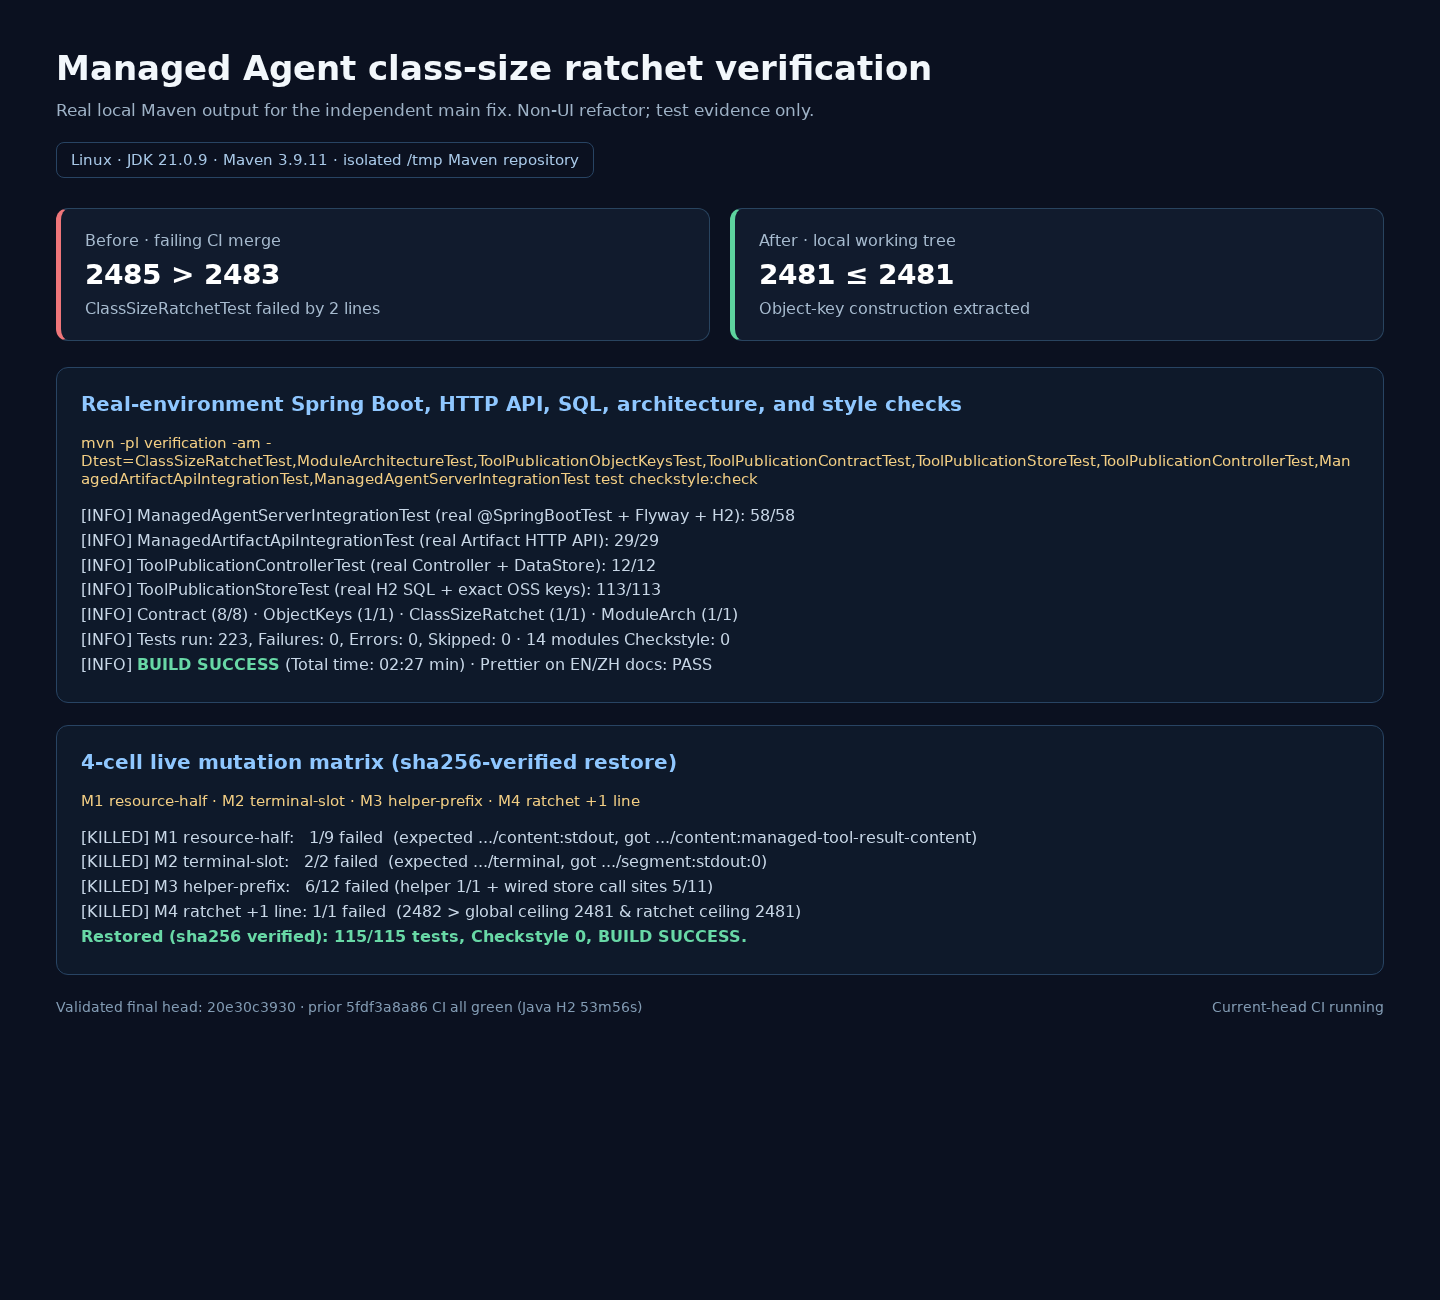 Managed Agent class-size ratchet verification
Real local Maven output for the independent main fix. Non-UI refactor; test evidence only.
Linux · JDK 21.0.9 · Maven 3.9.11 · isolated /tmp Maven repository
Before · failing CI merge
2485 > 2483
ClassSizeRatchetTest failed by 2 lines
After · local working tree
2481 ≤ 2481
Object-key construction extracted
Real-environment Spring Boot, HTTP API, SQL, architecture, and style checks
mvn -pl verification -am -
Dtest=ClassSizeRatchetTest,ModuleArchitectureTest,ToolPublicationObjectKeysTest,ToolPublicationContractTest,ToolPublicationStoreTest,ToolPublicationControllerTest,Man
agedArtifactApiIntegrationTest,ManagedAgentServerIntegrationTest test checkstyle:check
[INFO] ManagedAgentServerIntegrationTest (real @SpringBootTest + Flyway + H2): 58/58
[INFO] ManagedArtifactApiIntegrationTest (real Artifact HTTP API): 29/29
[INFO] ToolPublicationControllerTest (real Controller + DataStore): 12/12
[INFO] ToolPublicationStoreTest (real H2 SQL + exact OSS keys): 113/113
[INFO] Contract (8/8) · ObjectKeys (1/1) · ClassSizeRatchet (1/1) · ModuleArch (1/1)
[INFO] Tests run: 223, Failures: 0, Errors: 0, Skipped: 0 · 14 modules Checkstyle: 0
[INFO] BUILD SUCCESS (Total time: 02:27 min) · Prettier on EN/ZH docs: PASS
4-cell live mutation matrix (sha256-verified restore)
M1 resource-half · M2 terminal-slot · M3 helper-prefix · M4 ratchet +1 line
[KILLED] M1 resource-half:   1/9 failed  (expected .../content:stdout, got .../content:managed-tool-result-content)
[KILLED] M2 terminal-slot:   2/2 failed  (expected .../terminal, got .../segment:stdout:0)
[KILLED] M3 helper-prefix:   6/12 failed (helper 1/1 + wired store call sites 5/11)
[KILLED] M4 ratchet +1 line: 1/1 failed  (2482 > global ceiling 2481 & ratchet ceiling 2481)
Restored (sha256 verified): 115/115 tests, Checkstyle 0, BUILD SUCCESS.
Validated final head: 20e30c3930 · prior 5fdf3a8a86 CI all green (Java H2 53m56s)
Current-head CI running